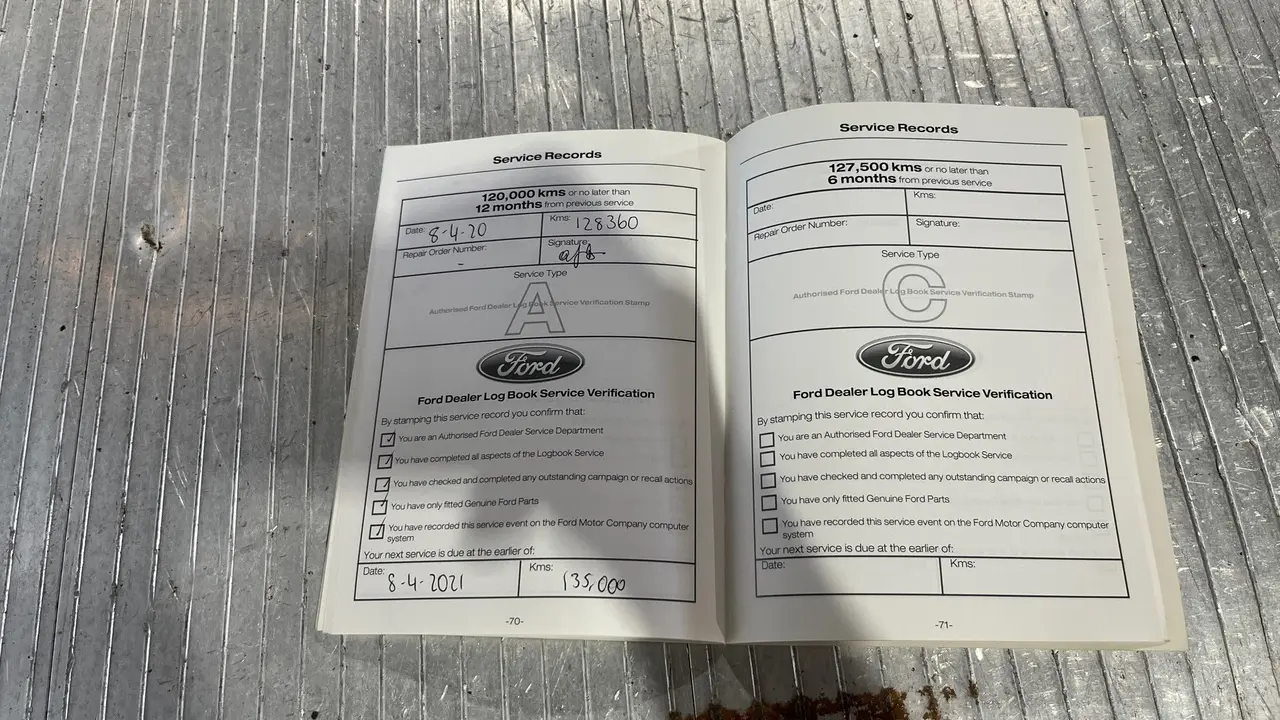 Service Records
120,000 kms or no later than
12 months from previous service
Date: 8-4-20
Kms: 128360
Repair Order Number: -
Signature:
Service Type
A
Authorised Ford Dealer Log Book Service Verification Stamp
Ford
Ford Dealer Log Book Service Verification
By stamping this service record you confirm that:
You are an Authorised Ford Dealer Service Department
You have completed all aspects of the Logbook Service
You have checked and completed any outstanding campaign or recall actions
You have only fitted Genuine Ford Parts
You have recorded this service event on the Ford Motor Company computer
system
Your next service is due at the earlier of:
Date: 8-4-2021
Kms: 135,000
-70-
Service Records
127,500 kms or no later than
6 months from previous service
Date:
Kms:
Repair Order Number:
Signature:
Service Type
C
Authorised Ford Dealer Log Book Service Verification Stamp
Ford
Ford Dealer Log Book Service Verification
By stamping this service record you confirm that:
You are an Authorised Ford Dealer Service Department
You have completed all aspects of the Logbook Service
You have checked and completed any outstanding campaign or recall actions
You have only fitted Genuine Ford Parts
You have recorded this service event on the Ford Motor Company computer
system
Your next service is due at the earlier of:
Date:
Kms:
-71-